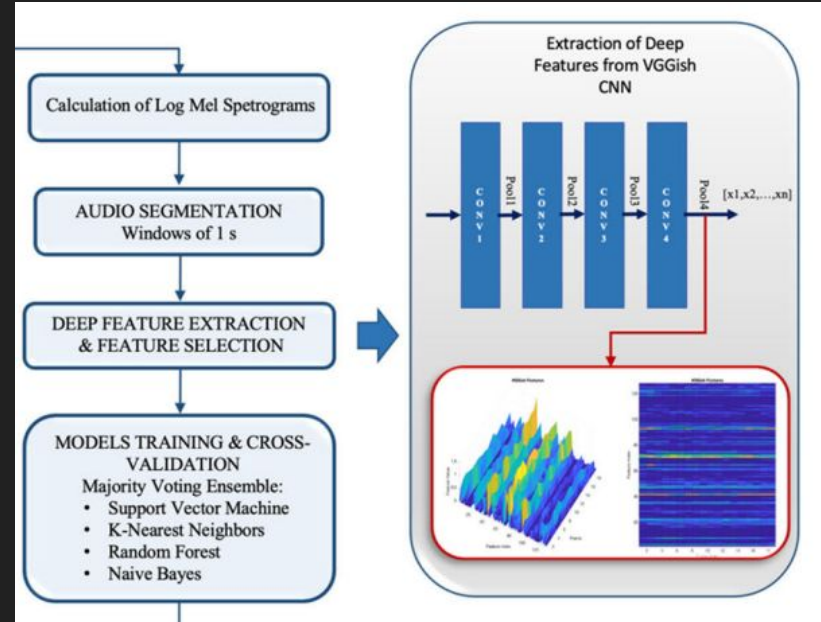 Calculation of Log Mel Spetrograms
AUDIO SEGMENTATION
Windows of 1 s
DEEP FEATURE EXTRACTION
& FEATURE SELECTION
MODELS TRAINING & CROSS-
VALIDATION
Majority Voting Ensemble:
• Support Vector Machine
• K-Nearest Neighbors
• Random Forest
• Naive Bayes
Extraction of Deep
Features from VGGish
CNN
CONV1
Pool1
CONV2
Pool2
CONV3
Pool3
CONV4
Pool4
[x1,x2,...,xn]
VGGish Features
VGGish Features